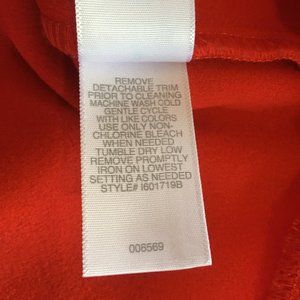 REMOVE
DETACHABLE TRIM
PRIOR TO CLEANING
MACHINE WASH COLD
GENTLE CYCLE
WITH LIKE COLORS
USE ONLY NON-
CHLORINE BLEACH
WHEN NEEDED
TUMBLE DRY LOW
REMOVE PROMPTLY
IRON ON LOWEST
SETTING AS NEEDED
STYLE# I601719B
008569